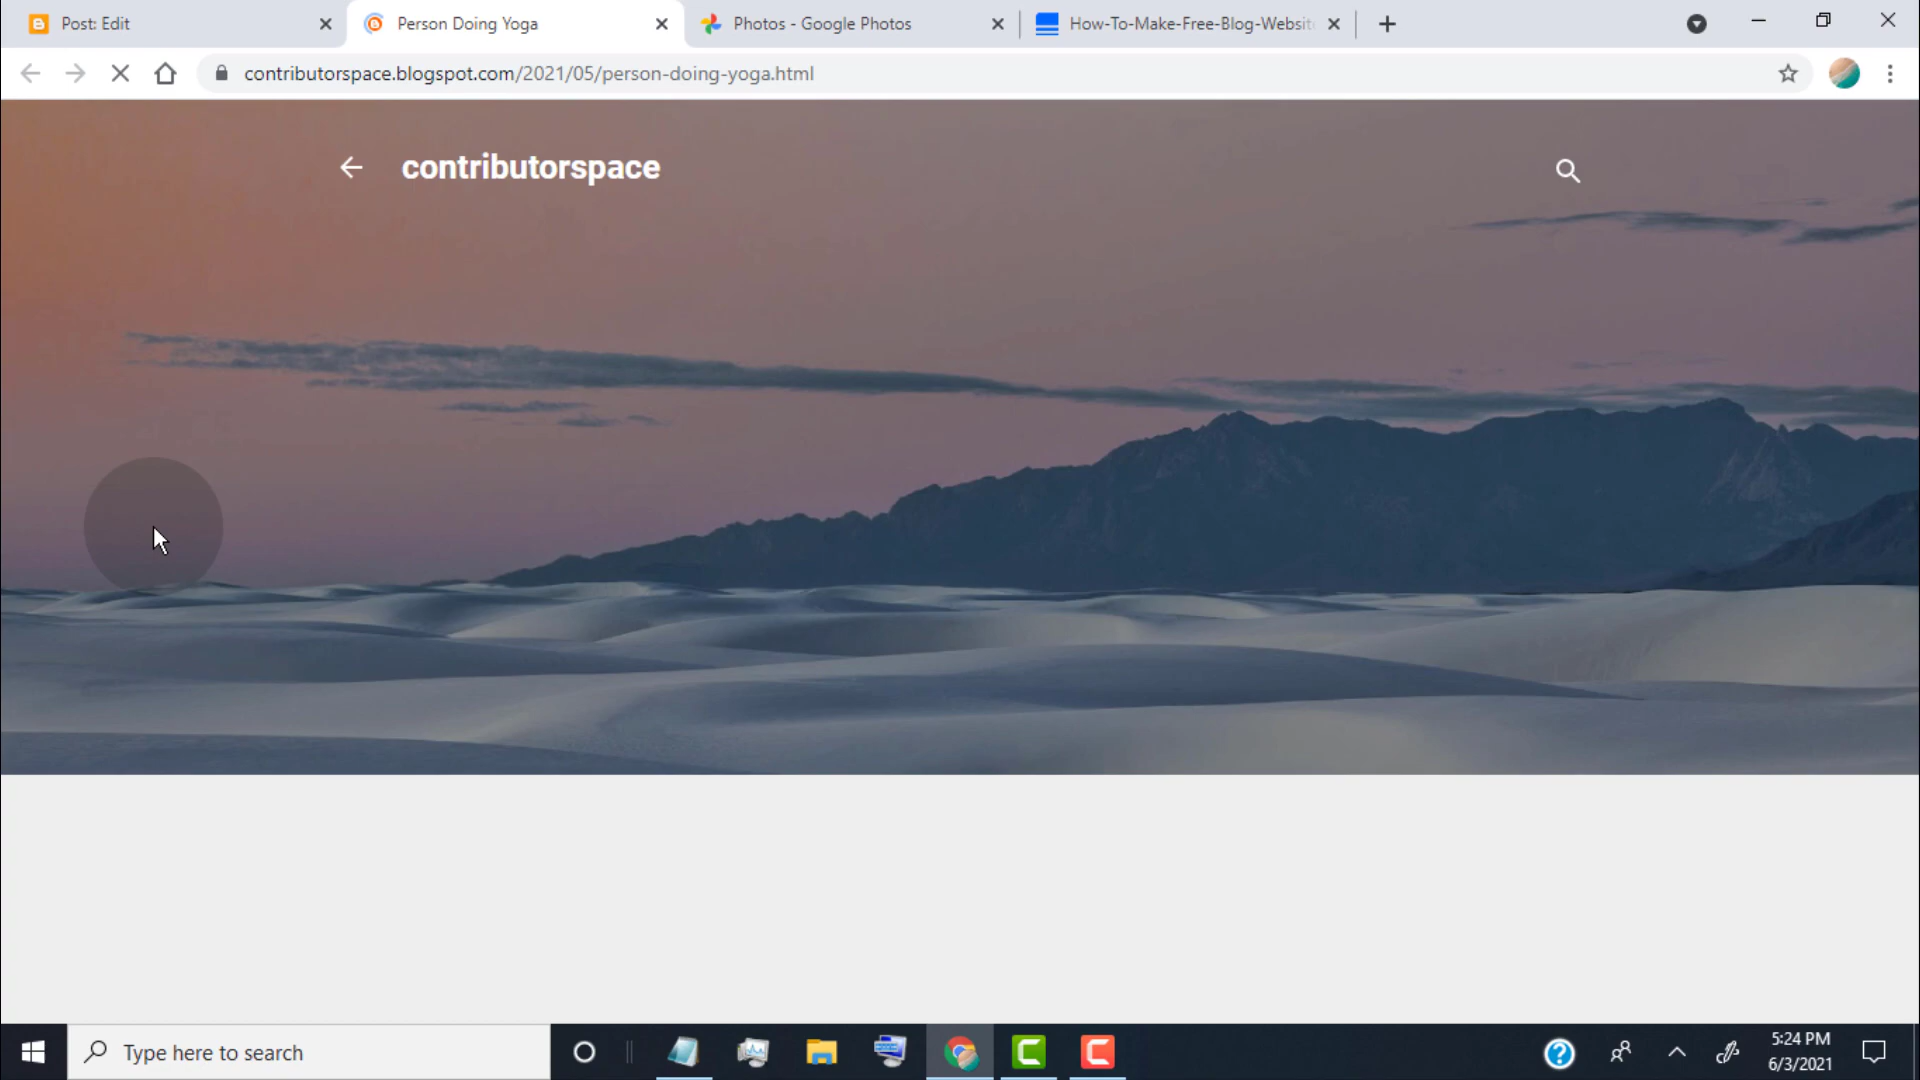 Post: Edit
Person Doing Yoga
Photos - Google Photos
How-To-Make-Free-Blog-Websit
contributorspace.blogspot.com/2021/05/person-doing-yoga.html
contributorspace
Type here to search
5:24 PM
6/3/2021